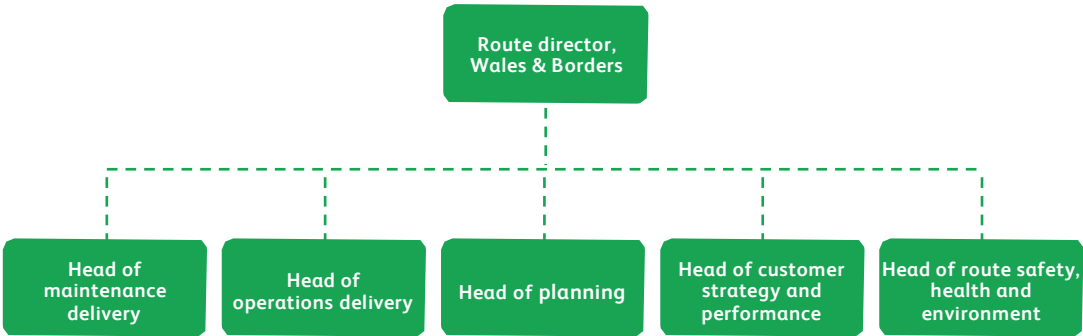 Route director,
Wales & Borders
Head of
maintenance
delivery
Head of
operations delivery
Head of planning
Head of customer
strategy and
performance
Head of route safety,
health and
environment